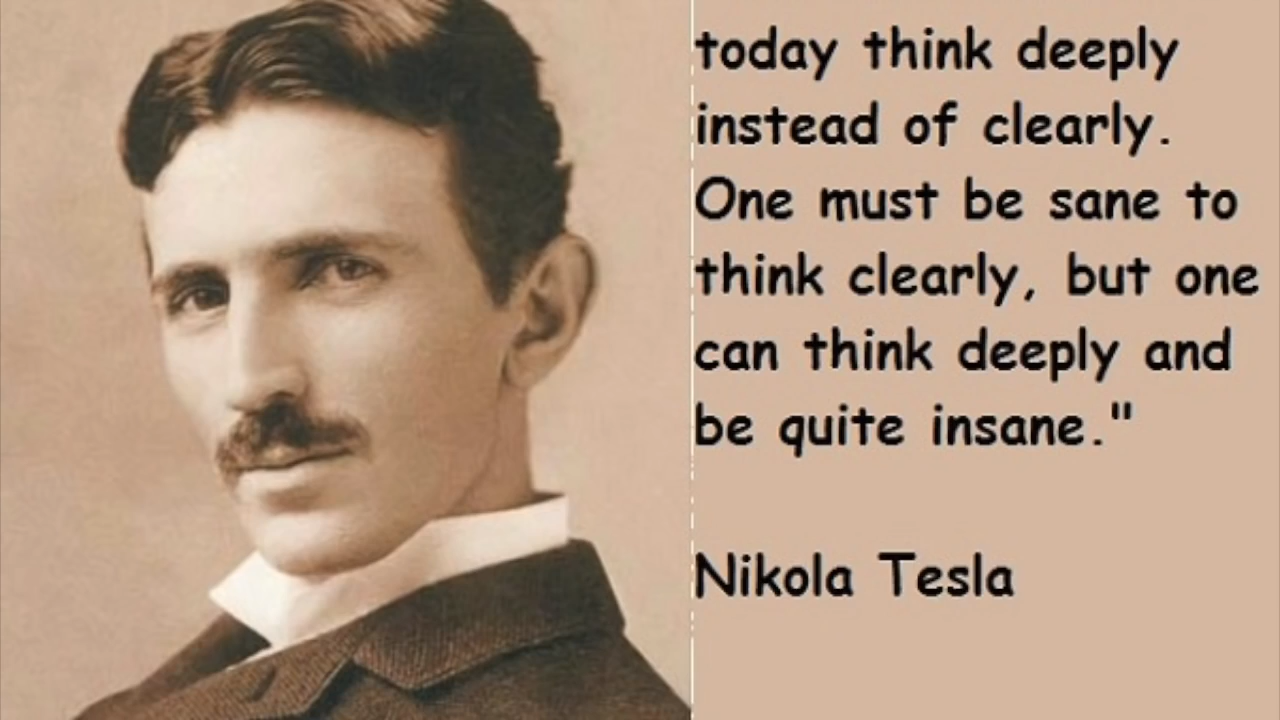 today think deeply
instead of clearly.
One must be sane to
think clearly, but one
can think deeply and
be quite insane."
Nikola Tesla